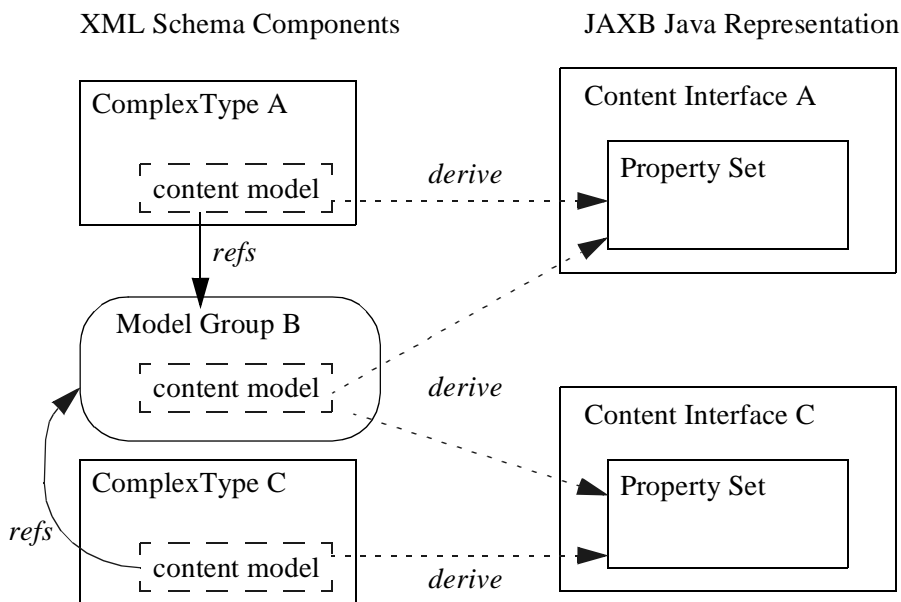 XML Schema Components
JAXB Java Representation
ComplexType A
content model
derive
Content Interface A
Property Set
refs
Model Group B
content model
derive
Content Interface C
Property Set
ComplexType C
refs
content model
derive